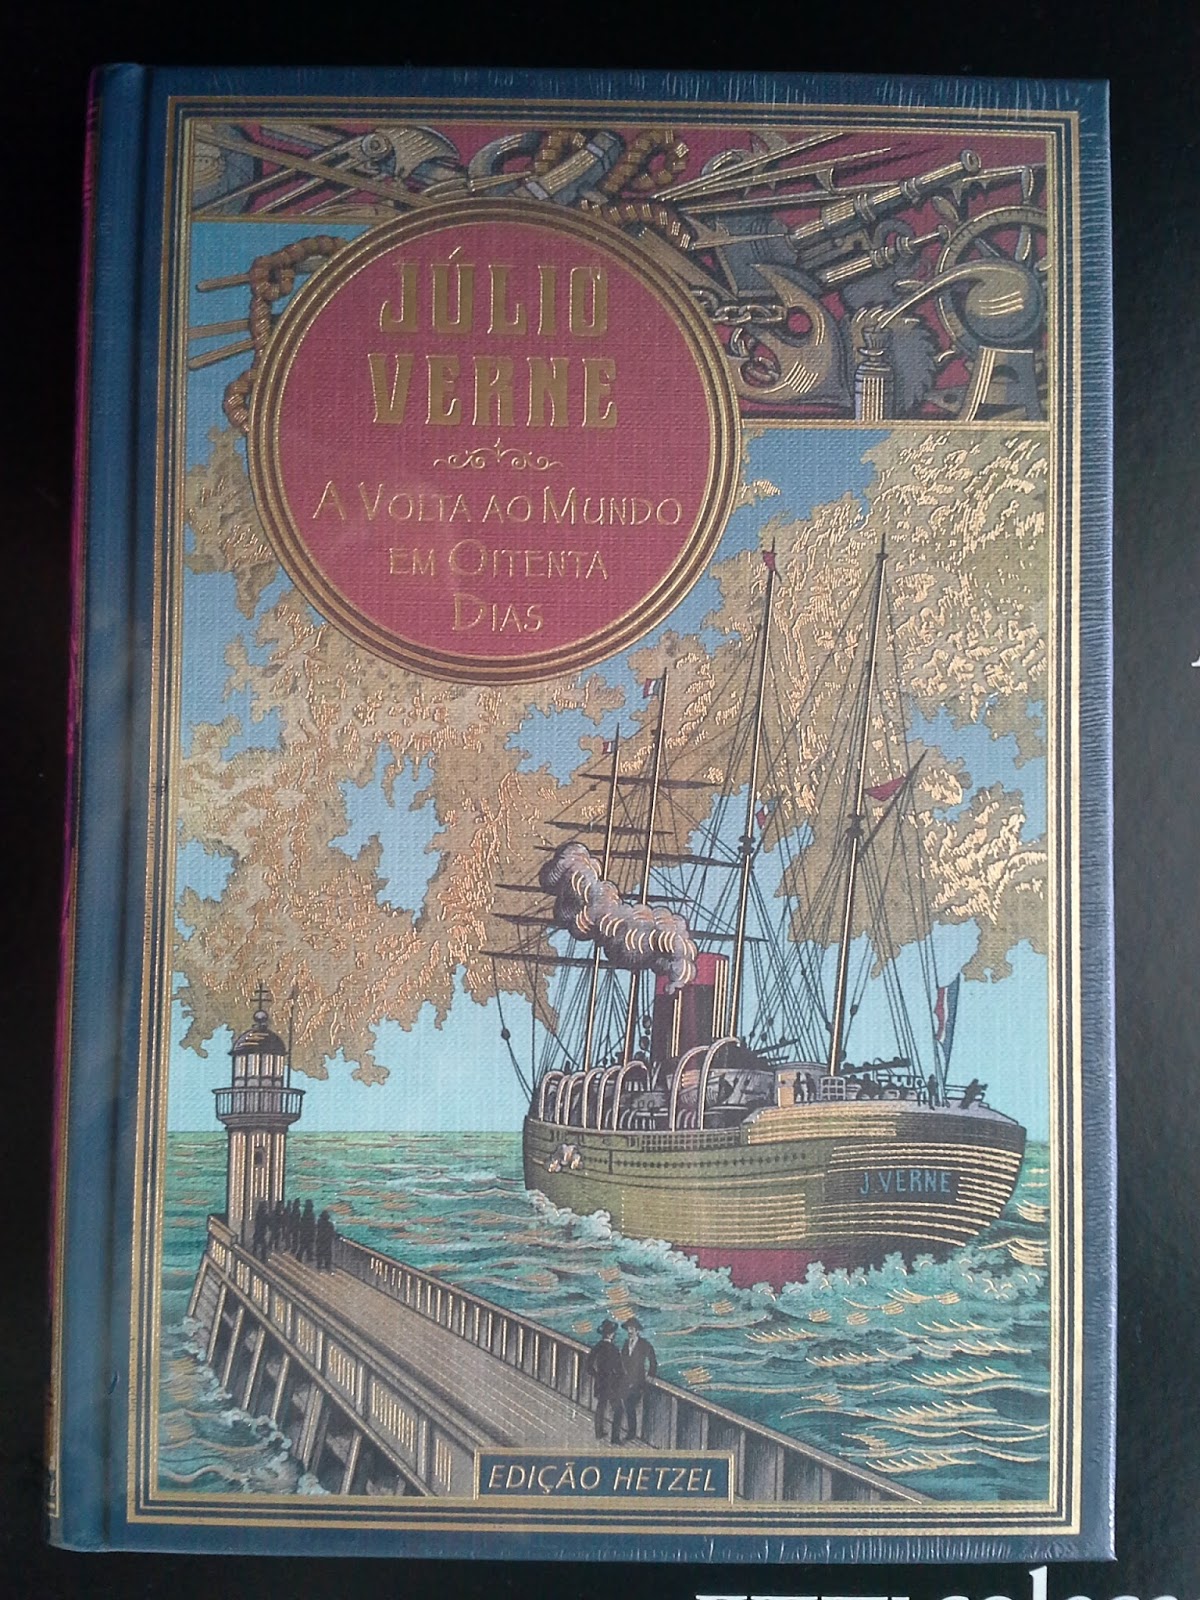 JÚLIO
VERNE
A VOLTA AO MUNDO
EM OITENTA
DIAS
J. VERNE
EDIÇÃO HETZEL